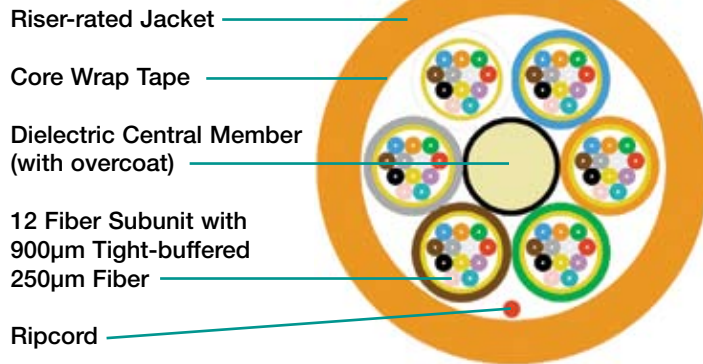 Riser-rated Jacket
Core Wrap Tape
Dielectric Central Member
(with overcoat)
12 Fiber Subunit with
900µm Tight-buffered
250µm Fiber
Ripcord